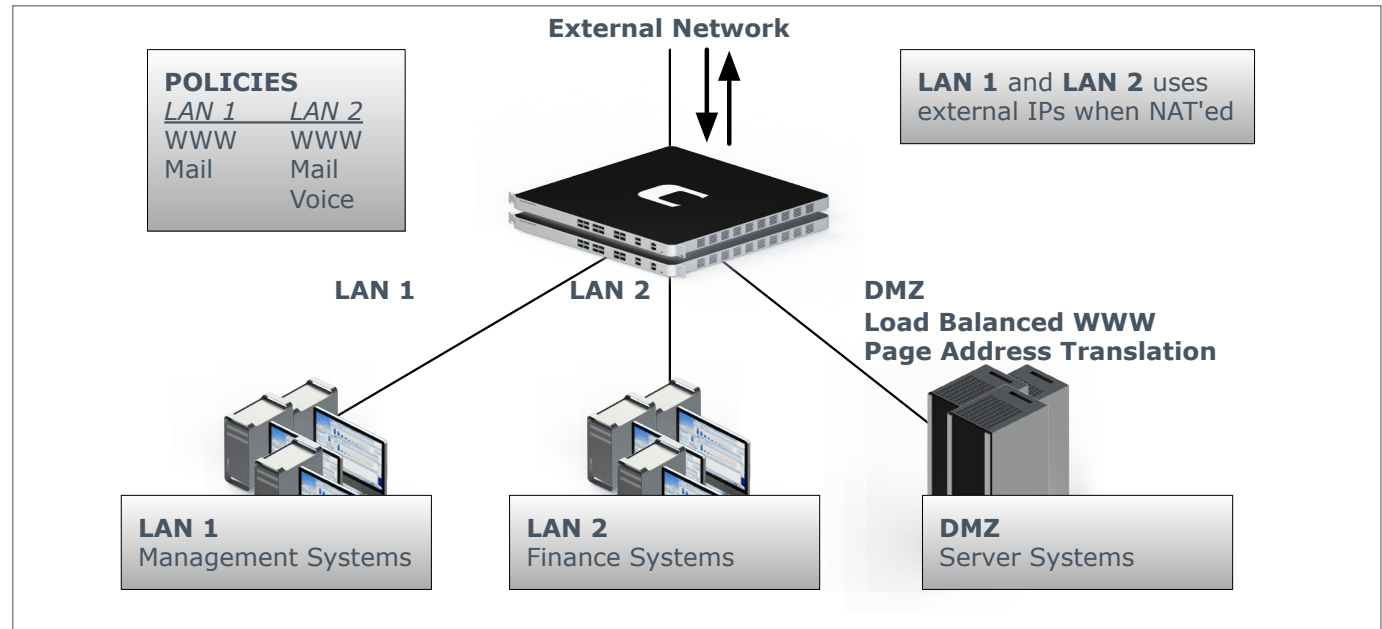 External Network
POLICIES
LAN 1 LAN 2
WWW WWW
Mail Mail
Voice
LAN 1 and LAN 2 uses
external IPs when NAT'ed
LAN 1
LAN 2
DMZ
Load Balanced WWW
Page Address Translation
LAN 1
Management Systems
LAN 2
Finance Systems
DMZ
Server Systems